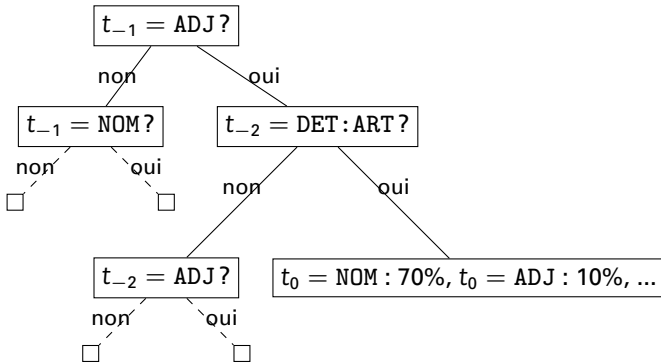 t₋₁ = ADJ?
non oui
t₋₁ = NOM? t₋₂ = DET:ART?
non oui non oui
t₋₂ = ADJ? t₀ = NOM : 70%, t₀ = ADJ : 10%, ...
non oui